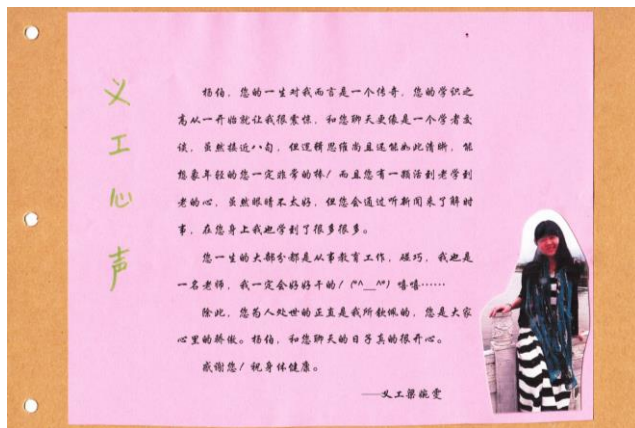 义工心声
杨伯，您的一生对我而言是一个传奇，您的学识之
高从一开始就让我很震惊，和您聊天更像是一个学者交
谈，虽然接近八旬，但逻辑思维尚且还能如此清晰，能
想象年轻的您一定非常的棒！而且您有一颗活到老学到
老的心，虽然眼睛不太好，但您会通过听新闻来了解时
事，在您身上我也学到了很多很多。
您一生的大部分都是从事教育工作，碰巧，我也是
一名老师，我一定会好好干的！(*^__^*) 嘻嘻……
除此，您为人处世的正直是我所钦佩的，您是大家
心里的骄傲。杨伯，和您聊天的日子真的很开心。
感谢您！祝身体健康。
——义工梁婉雯